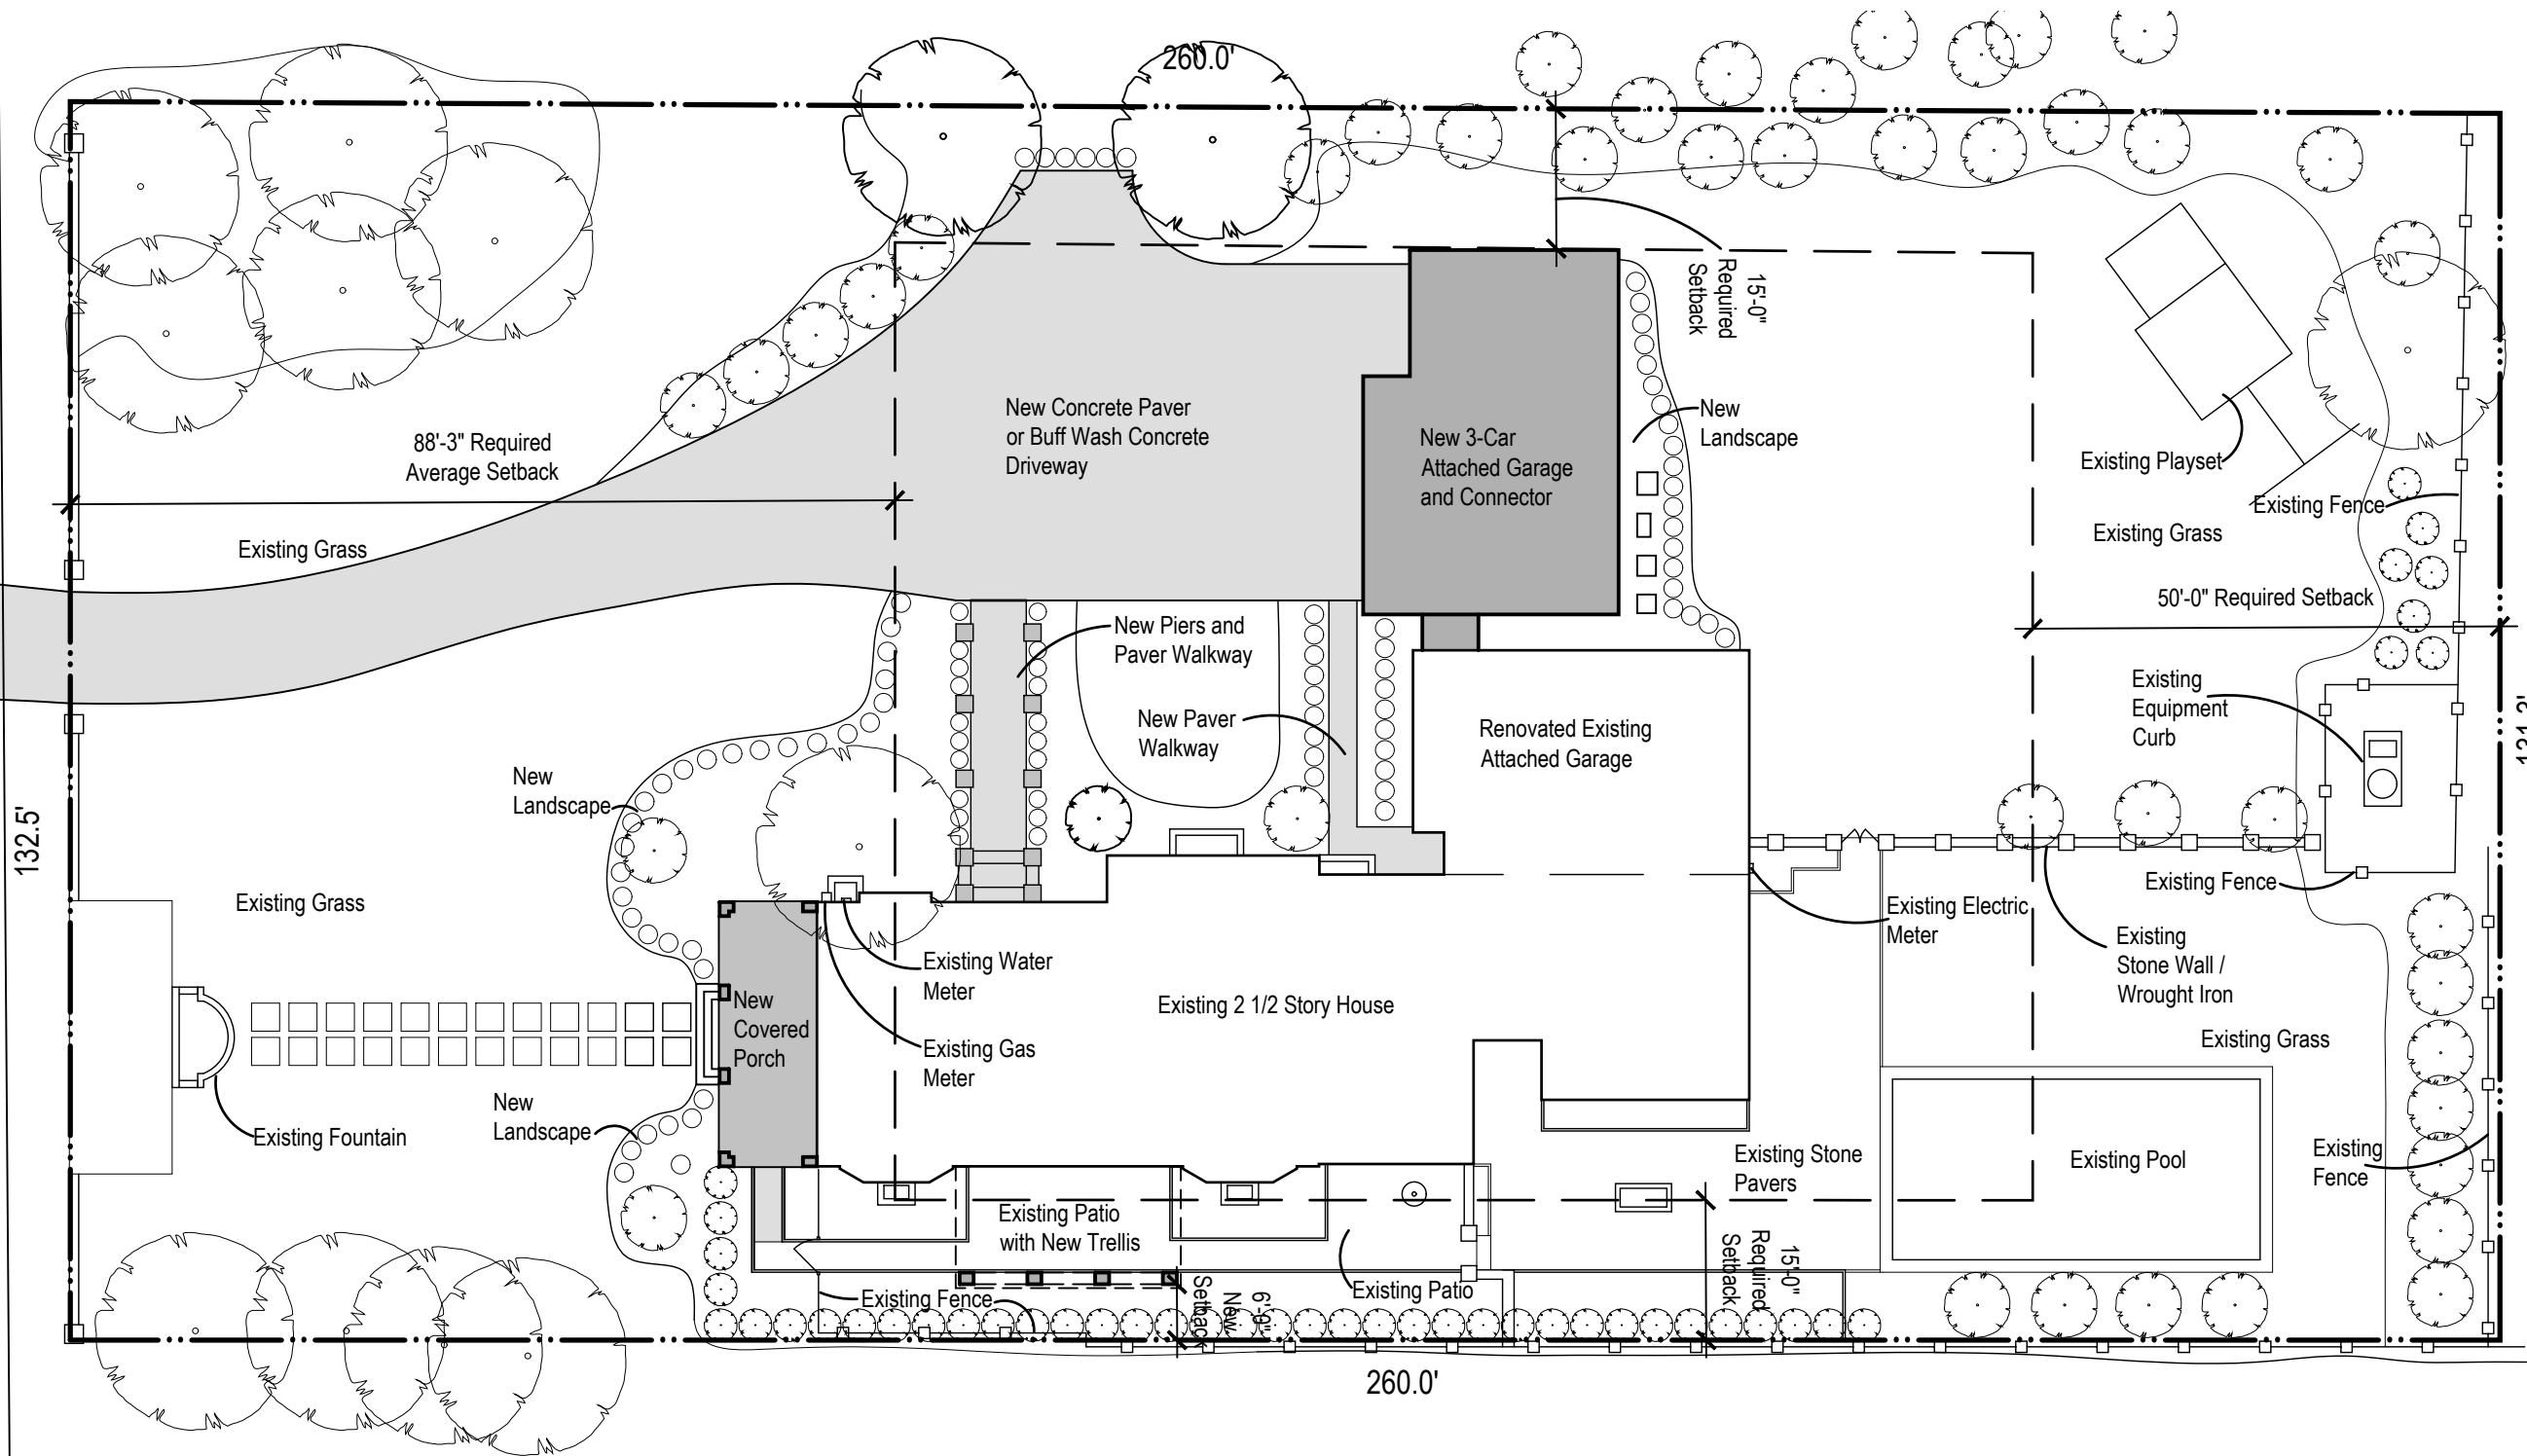 260.0'
15'-0"
Required
Setback
88'-3" Required
Average Setback
New Concrete Paver
or Buff Wash Concrete
Driveway
New 3-Car
Attached Garage
and Connector
New
Landscape
Existing Playset
Existing Fence
Existing Grass
Existing Grass
50'-0" Required Setback
New Piers and
Paver Walkway
New Paver
Walkway
Renovated Existing
Attached Garage
Existing
Equipment
Curb
New
Landscape
132.5'
Existing Grass
Existing Fence
Existing Electric
Meter
Existing
Stone Wall /
Wrought Iron
Existing Water
Meter
New
Covered
Porch
Existing 2 1/2 Story House
Existing Gas
Meter
Existing Grass
New
Landscape
Existing Fountain
Existing Stone
Pavers
Existing Pool
Existing
Fence
Existing Patio
with New Trellis
15'-0"
Required
Setback
Existing Fence
6'-0"
New
Setback
Existing Patio
260.0'